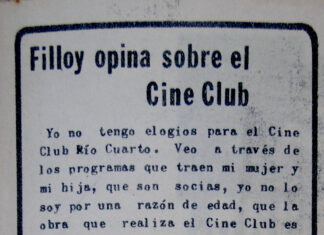 Filloy opina sobre el
Cine Club
Yo no tengo elogios para el Cine
Club Río Cuarto. Veo a través de
los programas que traen mi mujer y
mi hija, que son socias, yo no lo
soy por una razón de edad, que la
obra que realiza el Cine Club es